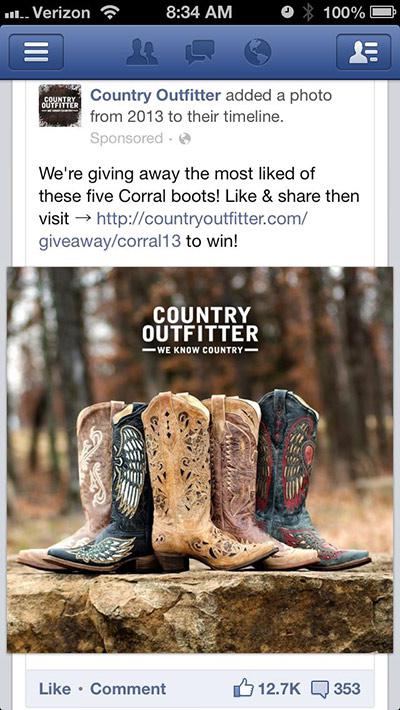 Verizon 8:34 AM 100%
COUNTRY
OUTFITTER
Country Outfitter added a photo
from 2013 to their timeline.
Sponsored ·
We're giving away the most liked of
these five Corral boots! Like & share then
visit → http://countryoutfitter.com/
giveaway/corral13 to win!
COUNTRY
OUTFITTER
— WE KNOW COUNTRY —
Like • Comment 12.7K 353